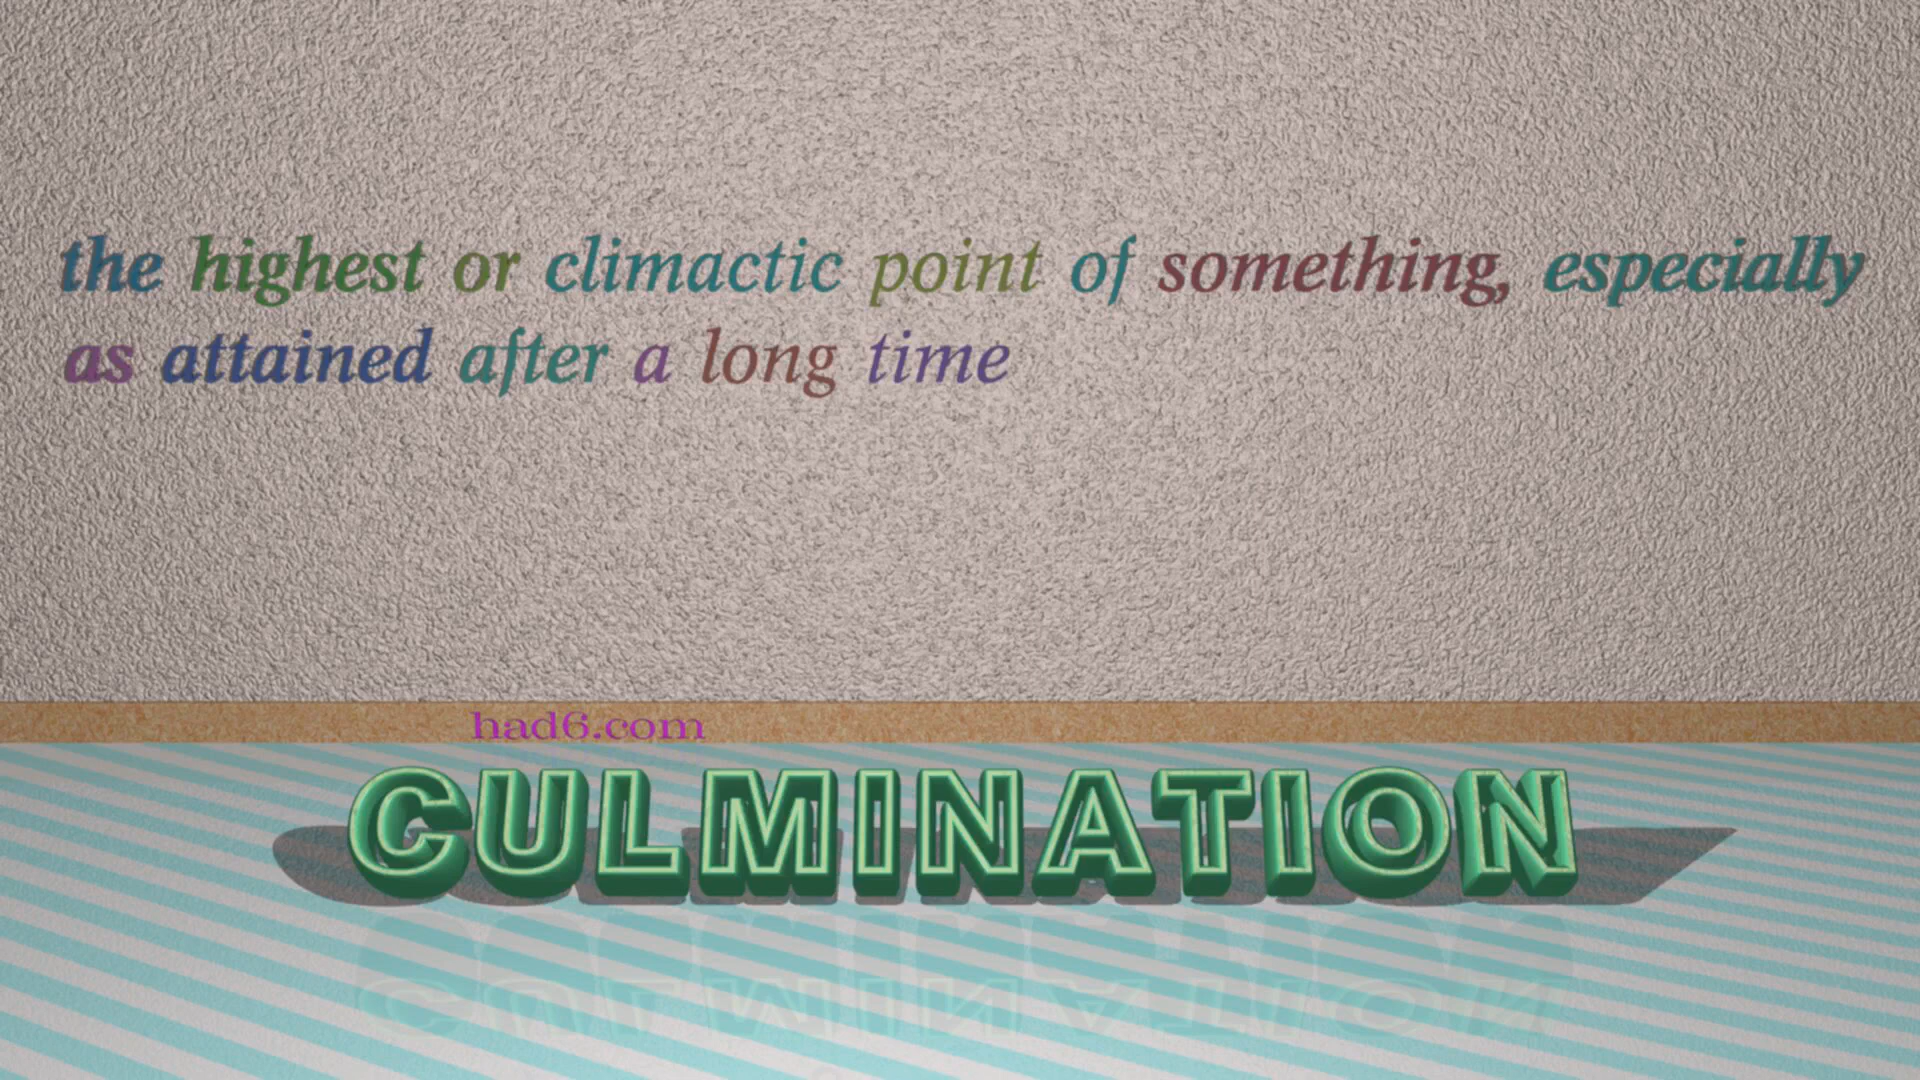 the highest or climactic point of something, especially
as attained after a long time
had6.com
CULMINATION